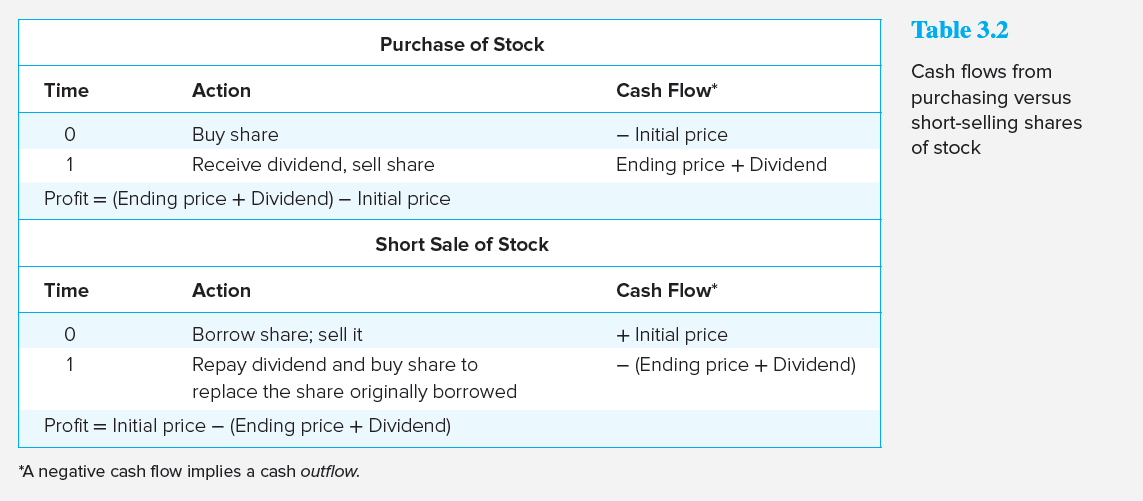 Purchase of Stock
Time Action Cash Flow*
0 Buy share − Initial price
1 Receive dividend, sell share Ending price + Dividend
Profit = (Ending price + Dividend) − Initial price
Short Sale of Stock
Time Action Cash Flow*
0 Borrow share; sell it + Initial price
1 Repay dividend and buy share to − (Ending price + Dividend)
replace the share originally borrowed
Profit = Initial price − (Ending price + Dividend)
*A negative cash flow implies a cash outflow.
Table 3.2
Cash flows from
purchasing versus
short-selling shares
of stock